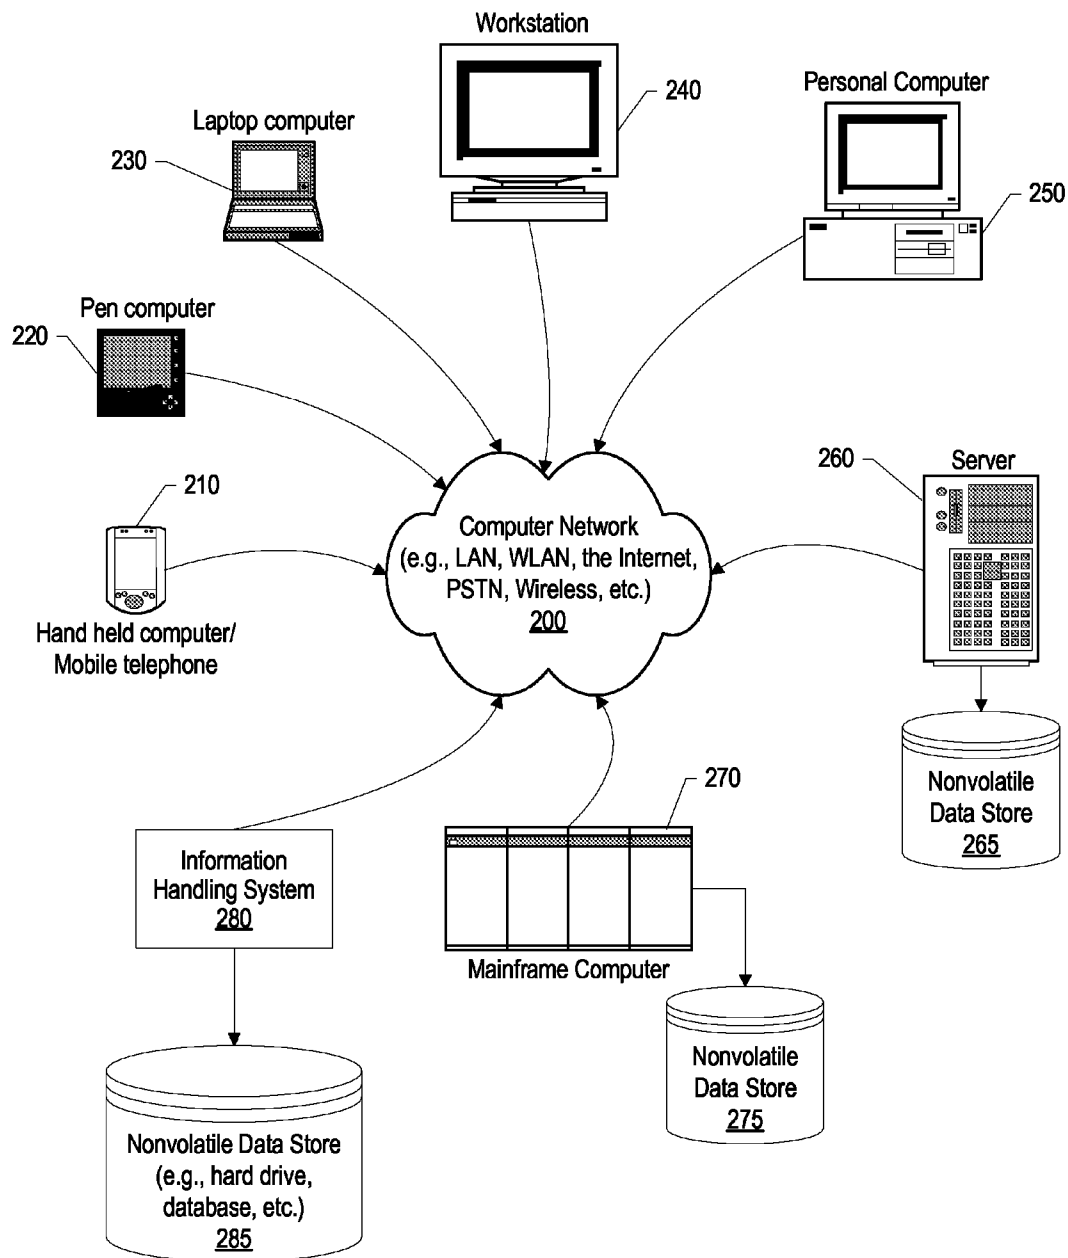 Workstation
240
Personal Computer
250
Laptop computer
230
Pen computer
220
210
Hand held computer/
Mobile telephone
Computer Network
(e.g., LAN, WLAN, the Internet,
PSTN, Wireless, etc.)
200
260
Server
Nonvolatile
Data Store
265
270
Mainframe Computer
Nonvolatile
Data Store
275
Information
Handling System
280
Nonvolatile Data Store
(e.g., hard drive,
database, etc.)
285